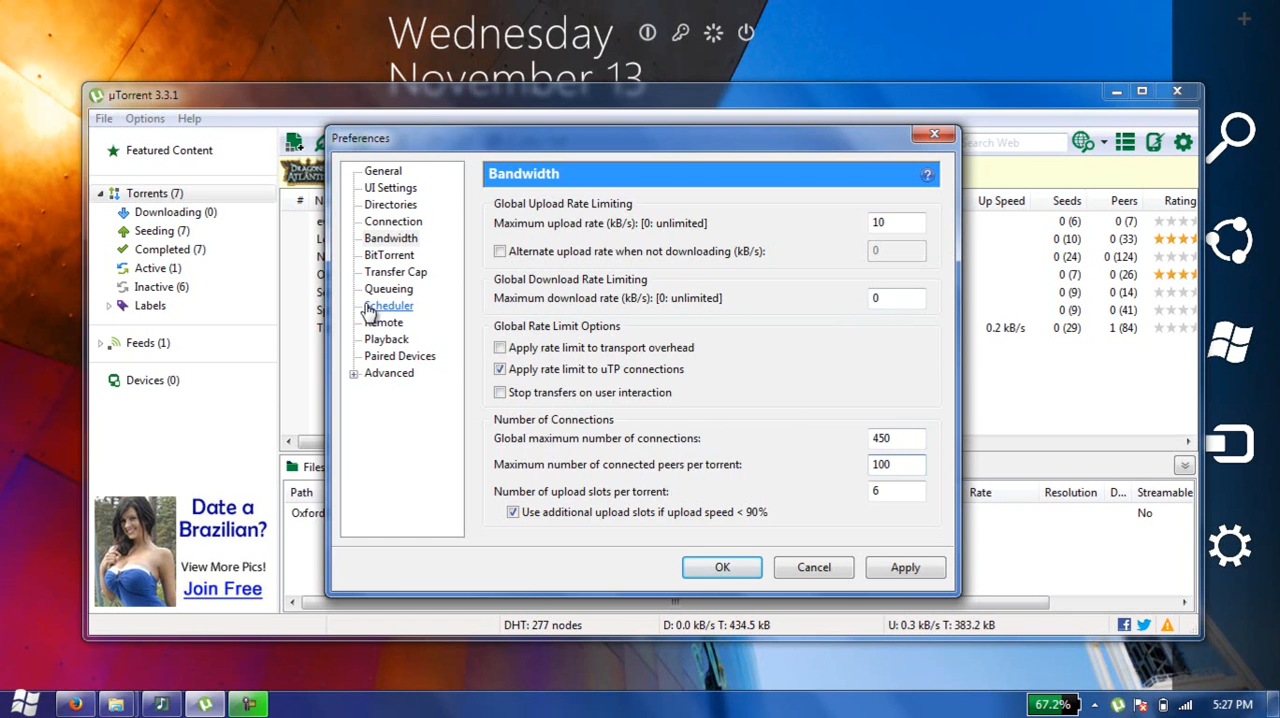 Wednesday
November 13
µTorrent 3.3.1
File Options Help
Featured Content
Torrents (7)
Downloading (0)
Seeding (7)
Completed (7)
Active (1)
Inactive (6)
Labels
Feeds (1)
Devices (0)
Date a
Brazilian?
View More Pics!
Join Free
Preferences
General
UI Settings
Directories
Connection
Bandwidth
BitTorrent
Transfer Cap
Queueing
Scheduler
Remote
Playback
Paired Devices
Advanced
Bandwidth
Global Upload Rate Limiting
Maximum upload rate (kB/s): [0: unlimited] 10
Alternate upload rate when not downloading (kB/s): 0
Global Download Rate Limiting
Maximum download rate (kB/s): [0: unlimited] 0
Global Rate Limit Options
Apply rate limit to transport overhead
Apply rate limit to uTP connections
Stop transfers on user interaction
Number of Connections
Global maximum number of connections: 450
Maximum number of connected peers per torrent: 100
Number of upload slots per torrent: 6
Use additional upload slots if upload speed < 90%
OK Cancel Apply
Search Web
# Up Speed Seeds Peers Rating
0 (6) 0 (7)
0 (10) 0 (33)
0 (24) 0 (124)
0 (7) 0 (26)
0 (9) 0 (14)
0 (9) 0 (41)
0.2 kB/s 0 (29) 1 (84)
Files
Path Rate Resolution D... Streamable
Oxford No
DHT: 277 nodes D: 0.0 kB/s T: 434.5 kB U: 0.3 kB/s T: 383.2 kB
67.2% 5:27 PM